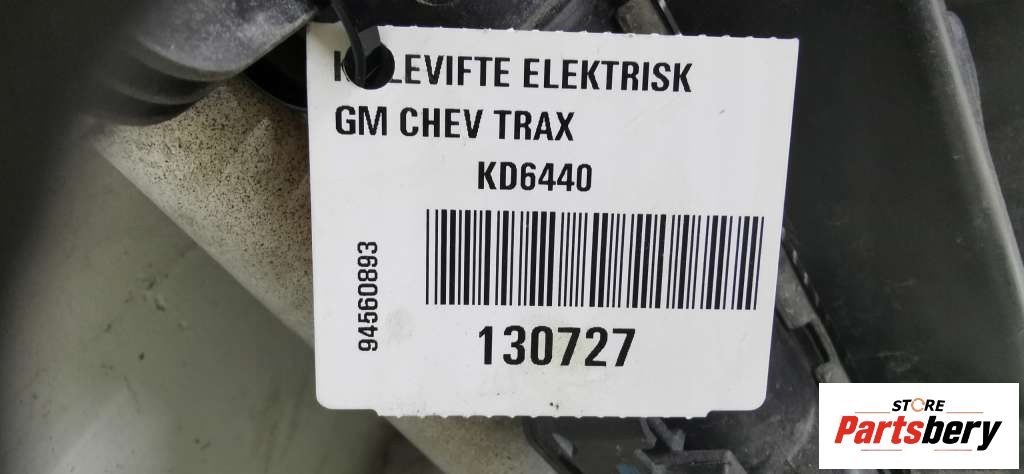 ELEKTRISK
GM CHEV TRAX
KD6440
94560893
130727
STORE
Partsbery